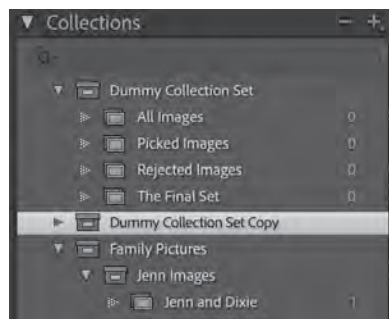 Collections
Dummy Collection Set
All Images 0
Picked Images 0
Rejected Images 0
The Final Set 0
Dummy Collection Set Copy
Family Pictures
Jenn Images
Jenn and Dixie 1